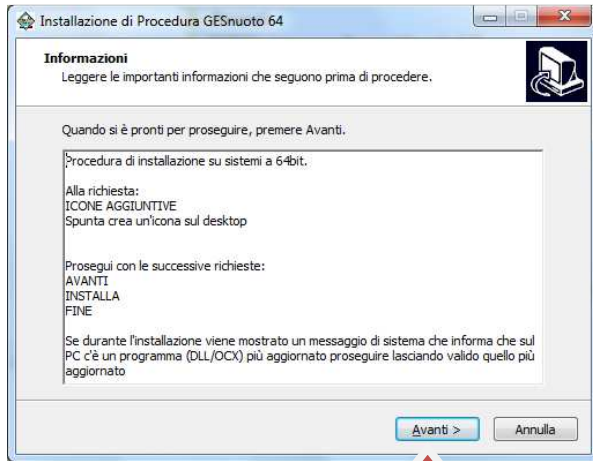 Installazione di Procedura GESnuoto 64
Informazioni
Leggere le importanti informazioni che seguono prima di procedere.
Quando si è pronti per proseguire, premere Avanti.
Procedura di installazione su sistemi a 64bit.
Alla richiesta:
ICONE AGGIUNTIVE
Spunta crea un'icona sul desktop
Prosegui con le successive richieste:
AVANTI
INSTALLA
FINE
Se durante l'installazione viene mostrato un messaggio di sistema che informa che sul
PC c'è un programma (DLL/OCX) più aggiornato proseguire lasciando valido quello più
aggiornato
Avanti >
Annulla